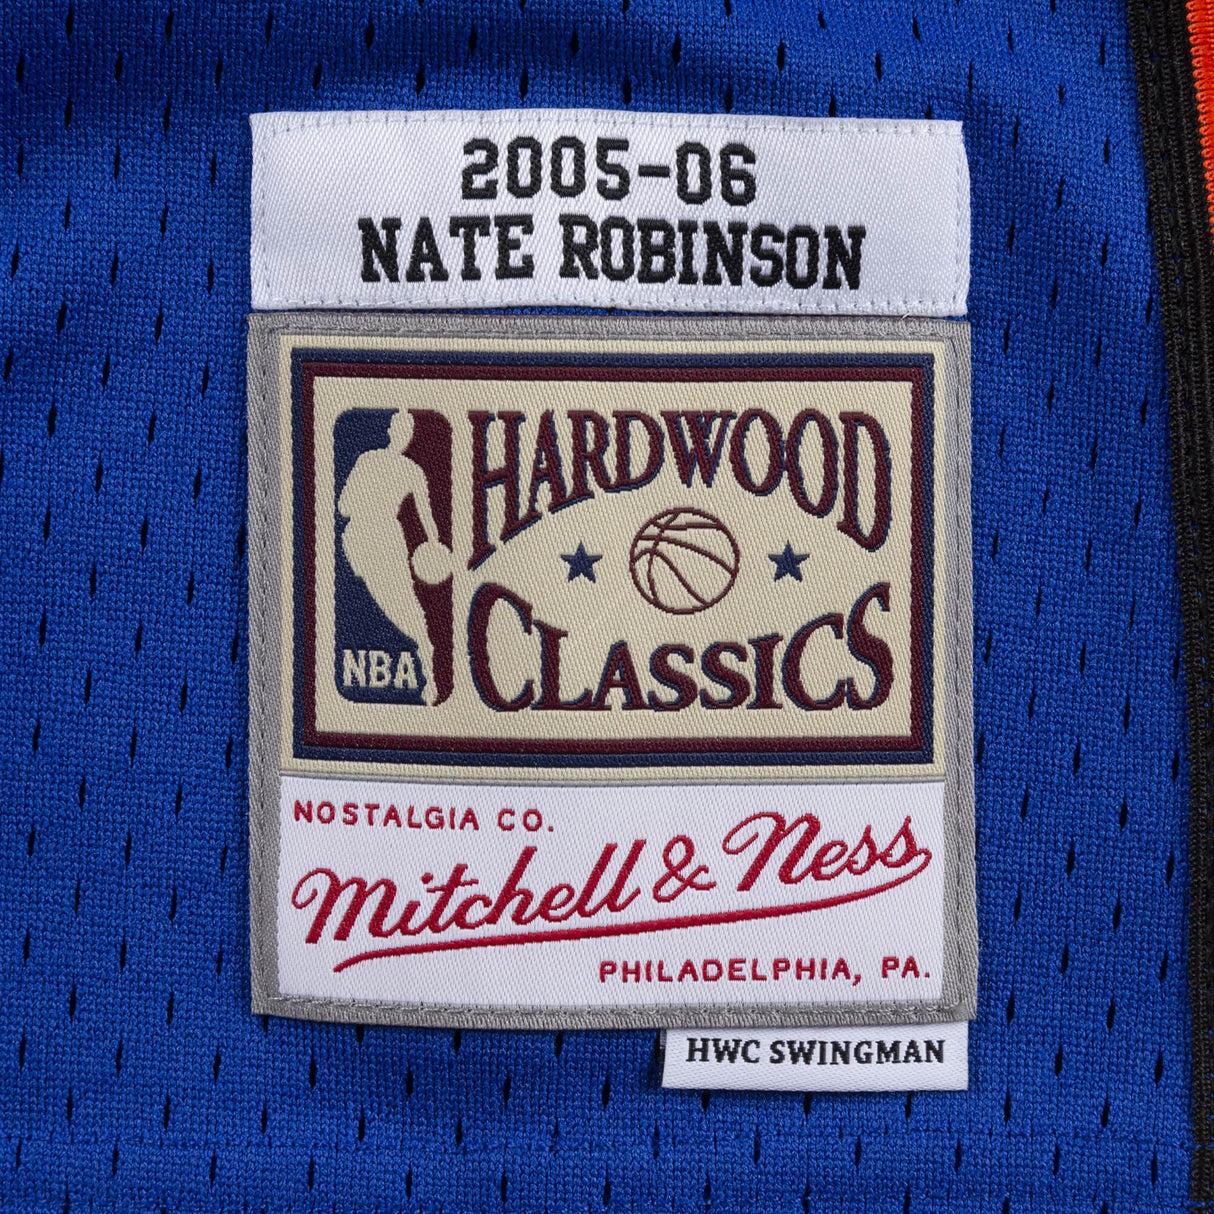 2005-06
NATE ROBINSON
HARDWOOD
CLASSICS
NBA
NOSTALGIA CO.
Mitchell & Ness
PHILADELPHIA, PA.
HWC SWINGMAN